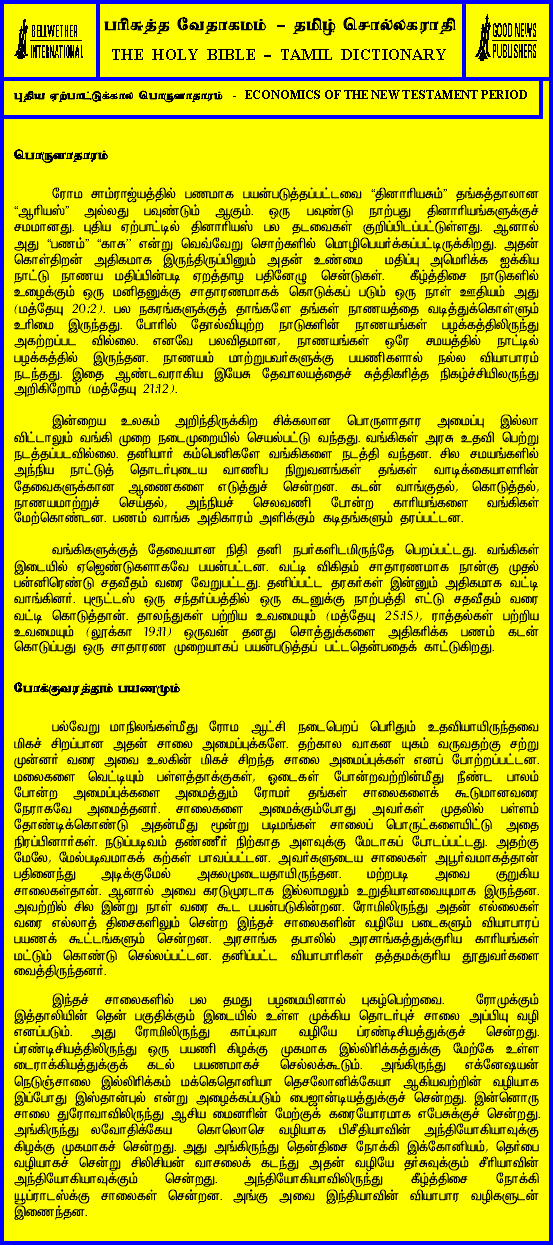 BELLWETHER
INTERNATIONAL
பரிசுத்த வேதாகமம் – தமிழ் சொல்லகராதி
THE HOLY BIBLE – TAMIL DICTIONARY
GOOD NEWS
PUBLISHERS
புதிய ஏற்பாட்டுக்கால பொருளாதாரம் - ECONOMICS OF THE NEW TESTAMENT PERIOD
பொருளாதாரம்
ரோம சாம்ராஜ்யத்தில் பணமாக பயன்படுத்தப்பட்டவை “தினாரியசும்” தங்கத்தாலான
“ஆரியஸ்” அல்லது பவுண்டும் ஆகும். ஒரு பவுண்டு நாற்பது தினாரியங்களுக்குச்
சமமானது. புதிய ஏற்பாட்டில் தினாரியஸ் பல தடவைகள் குறிப்பிடப்பட்டுள்ளது. ஆனால்
அது “பணம்” “காசு” என்று வெவ்வேறு சொற்களில் மொழிபெயர்க்கப்பட்டிருக்கிறது. அதன்
கொள்திறன் அதிகமாக இருந்திருப்பினும் அதன் உண்மை மதிப்பு அமெரிக்க ஐக்கிய
நாட்டு நாணய மதிப்பின்படி ஏறத்தாழ பதினேழு சென்டுகள். கீழ்த்திசை நாடுகளில்
உழைக்கும் ஒரு மனிதனுக்கு சாதாரணமாகக் கொடுக்கப் படும் ஒரு நாள் ஊதியம் அது
(மத்தேயு 20:2). பல நகரங்களுக்குத் தாங்களே தங்கள் நாணயத்தை வடித்துக்கொள்ளும்
உரிமை இருந்தது. போரில் தோல்வியுற்ற நாடுகளின் நாணயங்கள் பழக்கத்திலிருந்து
அகற்றப்பட வில்லை. எனவே பலவிதமான, நாணயங்கள் ஒரே சமயத்தில் நாட்டில்
பழக்கத்தில் இருந்தன. நாணயம் மாற்றுபவர்களுக்கு பயணிகளால் நல்ல வியாபாரம்
நடந்தது. இதை ஆண்டவராகிய இயேசு தேவாலயத்தைச் சுத்திகரித்த நிகழ்ச்சியிலருந்து
அறிகிறோம் (மத்தேயு 21:12).
இன்றைய உலகம் அறிந்திருக்கிற சிக்கலான பொருளாதார அமைப்பு இல்லா
விட்டாலும் வங்கி முறை நடைமுறையில் செயல்பட்டு வந்தது. வங்கிகள் அரசு உதவி பெற்று
நடத்தப்படவில்லை. தனியார் கம்பெனிகளே வங்கிகளை நடத்தி வந்தன. சில சமயங்களில்
அந்நிய நாட்டுத் தொடர்புடைய வாணிப நிறுவனங்கள் தங்கள் வாடிக்கையாளரின்
தேவைகளுக்கான ஆணைகளை எடுத்துச் சென்றன. கடன் வாங்குதல், கொடுத்தல்,
நாணயமாற்றுச் செய்தல், அந்நியச் செலவணி போன்ற காரியங்களை வங்கிகள்
மேற்கொண்டன. பணம் வாங்க அதிகாரம் அளிக்கும் கடிதங்களும் தரப்பட்டன.
வங்கிகளுக்குத் தேவையான நிதி தனி நபர்களிடமிருந்தே பெறப்பட்டது. வங்கிகள்
இடையில் ஏஜெண்டுகளாகவே பயன்பட்டன. வட்டி விகிதம் சாதாரணமாக நான்கு முதல்
பன்னிரெண்டு சதவீதம் வரை வேறுபட்டது. தனிப்பட்ட தரகர்கள் இன்னும் அதிகமாக வட்டி
வாங்கினர். புரூட்டஸ் ஒரு சந்தர்ப்பத்தில் ஒரு கடனுக்கு நாற்பத்தி எட்டு சதவீதம் வரை
வட்டி கொடுத்தான். தாலந்துகள் பற்றிய உவமையும் (மத்தேயு 25:15), ராத்தல்கள் பற்றிய
உவமையும் (லூக்கா 19:11) ஒருவன் தனது சொத்துக்களை அதிகரிக்க பணம் கடன்
கொடுப்பது ஒரு சாதாரண முறையாகப் பயன்படுத்தப் பட்டதென்பதைக் காட்டுகிறது.
போக்குவரத்தும் பயணமும்
பல்வேறு மாநிலங்கள்மீது ரோம ஆட்சி நடைபெறப் பெரிதும் உதவியாயிருந்தவை
மிகச் சிறப்பான அதன் சாலை அமைப்புக்களே. தற்கால வாகன யுகம் வருவதற்கு சற்று
முன்னர் வரை அவை உலகின் மிகச் சிறந்த சாலை அமைப்புக்கள் எனப் போற்றப்பட்டன.
மலைகளை வெட்டியும் பள்ளத்தாக்குகள், ஓடைகள் போன்றவற்றின்மீது நீண்ட பாலம்
போன்ற அமைப்புக்களை அமைத்தும் ரோமர் தங்கள் சாலைகளைக் கூடுமானவரை
நேராகவே அமைத்தனர். சாலைகளை அமைக்கும்போது அவர்கள் முதலில் பள்ளம்
தோண்டிக்கொண்டு அதன்மீது மூன்று படிமங்கள் சாலைப் பொருட்களையிட்டு அதை
நிரப்பினார்கள். நடுப்படிவம் தண்ணீர் நிற்காத அளவுக்கு மேடாகப் போடப்பட்டது. அதற்கு
மேலே, மேல்படிவமாகக் கற்கள் பாவப்பட்டன. அவர்களுடைய சாலைகள் அபூர்வமாகத்தான்
பதினைந்து அடிக்குமேல் அகலமுடையதாயிருந்தன. மற்றபடி அவை குறுகிய
சாலைகள்தான். ஆனால் அவை கரடுமுரடாக இல்லாமலும் உறுதியானவையுமாக இருந்தன.
அவற்றில் சில இன்று நாள் வரை கூட பயன்படுகின்றன. ரோமிலிருந்து அதன் எல்லைகள்
வரை எல்லாத் திசைகளிலும் சென்ற இந்தச் சாலைகளின் வழியே படைகளும் வியாபாரப்
பயணக் கூட்டங்களும் சென்றன. அரசாங்க தபாலில் அரசாங்கத்துக்குரிய காரியங்கள்
மட்டும் கொண்டு செல்லப்பட்டன. தனிப்பட்ட வியாபாரிகள் தத்தமக்குரிய தூதுவர்களை
வைத்திருந்தனர்.
இந்தச் சாலைகளில் பல தமது பழமையினால் புகழ்பெற்றவை. ரோமுக்கும்
இத்தாலியின் தென் பகுதிக்கும் இடையில் உள்ள முக்கிய தொடர்புச் சாலை அப்பியு வழி
எனப்படும். அது ரோமிலிருந்து காப்புவா வழியே ப்ரண்டிசியத்துக்குச் சென்றது.
ப்ரண்டிசியத்திலிருந்து ஒரு பயணி கிழக்கு முகமாக இல்லிரிக்கத்துக்கு மேற்கே உள்ள
டைராக்கியத்துக்குக் கடல் பயணமாகச் செல்லக்கூடும். அங்கிருந்து எக்னேஷயன்
நெடுஞ்சாலை இல்லிரிக்கம் மக்கெதொனியா தெசலோனிக்கேயா ஆகியவற்றின் வழியாக
இப்போது இஸ்தான்புல் என்று அழைக்கப்படும் பைஜான்டியத்துக்குச் சென்றது. இன்னொரு
சாலை துரோவாவிலிருந்து ஆசிய மைனரின் மேற்குக் கரையோரமாக எபேசுக்குச் சென்றது.
அங்கிருந்து லவோதிக்கேய கொலொசெ வழியாக பிசீதியாவின் அந்தியோகியாவுக்கு
கிழக்கு முகமாகச் சென்றது. அது அங்கிருந்து தென்திசை நோக்கி இக்கோனியம், தெர்பை
வழியாகச் சென்று சிலிசியன் வாசலைக் கடந்து அதன் வழியே தர்சுவுக்கும் சீரியாவின்
அந்தியோகியாவுக்கும் சென்றது. அந்தியோகியாவிலிருந்து கீழ்த்திசை நோக்கி
யூப்ராடஸ்க்கு சாலைகள் சென்றன. அங்கு அவை இந்தியாவின் வியாபார வழிகளுடன்
இணைந்தன.